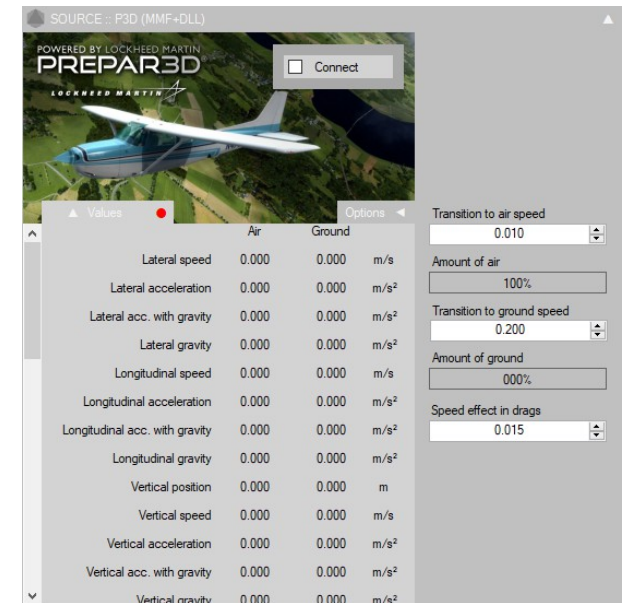 SOURCE :: P3D (MMF+DLL)
POWERED BY LOCKHEED MARTIN
PREPAR3D
LOCKHEED MARTIN
Connect
Values
Options
Air Ground
Lateral speed 0.000 0.000 m/s
Lateral acceleration 0.000 0.000 m/s²
Lateral acc. with gravity 0.000 0.000 m/s²
Lateral gravity 0.000 0.000 m/s²
Longitudinal speed 0.000 0.000 m/s
Longitudinal acceleration 0.000 0.000 m/s²
Longitudinal acc. with gravity 0.000 0.000 m/s²
Longitudinal gravity 0.000 0.000 m/s²
Vertical position 0.000 0.000 m
Vertical speed 0.000 0.000 m/s
Vertical acceleration 0.000 0.000 m/s²
Vertical acc. with gravity 0.000 0.000 m/s²
Vertical gravity 0.000 0.000 m/s²
Transition to air speed
0.010
Amount of air
100%
Transition to ground speed
0.200
Amount of ground
000%
Speed effect in drags
0.015